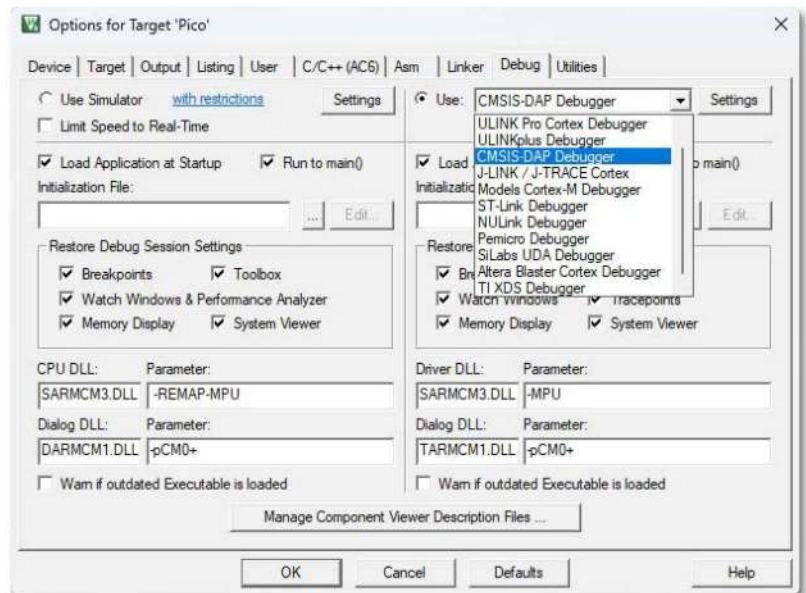 Options for Target 'Pico'
Device Target Output Listing User C/C++ (AC6) Asm Linker Debug Utilities
Use Simulator with restrictions Settings
Limit Speed to Real-Time
Load Application at Startup Run to main()
Initialization File:
... Edit...
Restore Debug Session Settings
Breakpoints Toolbox
Watch Windows & Performance Analyzer
Memory Display System Viewer
CPU DLL: Parameter:
SARMCM3.DLL -REMAP-MPU
Dialog DLL: Parameter:
DARMCM1.DLL -pCM0+
Warn if outdated Executable is loaded
Use: CMSIS-DAP Debugger Settings
ULINK Pro Cortex Debugger
ULINKplus Debugger
CMSIS-DAP Debugger
J-LINK / J-TRACE Cortex
Models Cortex-M Debugger
ST-Link Debugger
NULink Debugger
Pemicro Debugger
SiLabs UDA Debugger
Altera Blaster Cortex Debugger
TI XDS Debugger
Load main()
Edit...
Restore
Watch Windows Tracepoints
Memory Display System Viewer
Driver DLL: Parameter:
SARMCM3.DLL -MPU
Dialog DLL: Parameter:
TARMCM1.DLL -pCM0+
Warn if outdated Executable is loaded
Manage Component Viewer Description Files ...
OK Cancel Defaults Help